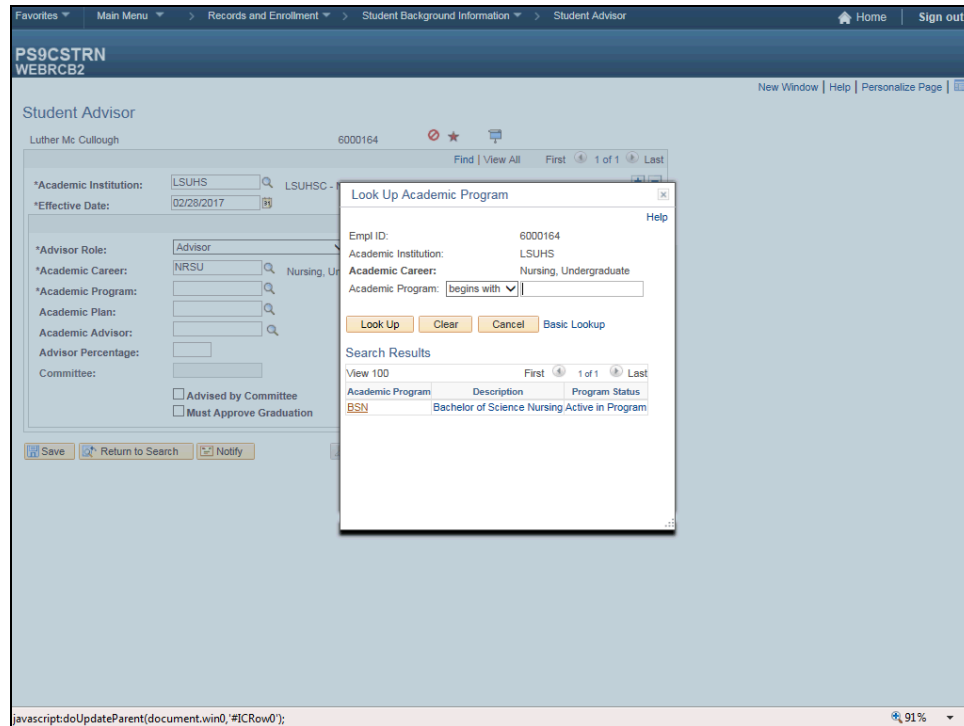 Favorites Main Menu > Records and Enrollment > Student Background Information > Student Advisor Home Sign out
PS9CSTRN
WEBRCB2
New Window | Help | Personalize Page |
Student Advisor
Luther Mc Cullough 6000164
Find | View All First 1 of 1 Last
*Academic Institution: LSUHS LSUHSC -
*Effective Date: 02/28/2017
*Advisor Role: Advisor
*Academic Career: NRSU Nursing, Un
*Academic Program:
Academic Plan:
Academic Advisor:
Advisor Percentage:
Committee:
Advised by Committee
Must Approve Graduation
Save Return to Search Notify
Look Up Academic Program
Help
Empl ID: 6000164
Academic Institution: LSUHS
Academic Career: Nursing, Undergraduate
Academic Program: begins with
Look Up Clear Cancel Basic Lookup
Search Results
View 100 First 1 of 1 Last
Academic Program Description Program Status
BSN Bachelor of Science Nursing Active in Program
javascript:doUpdateParent(document.win0,'#ICRow0'); 91%